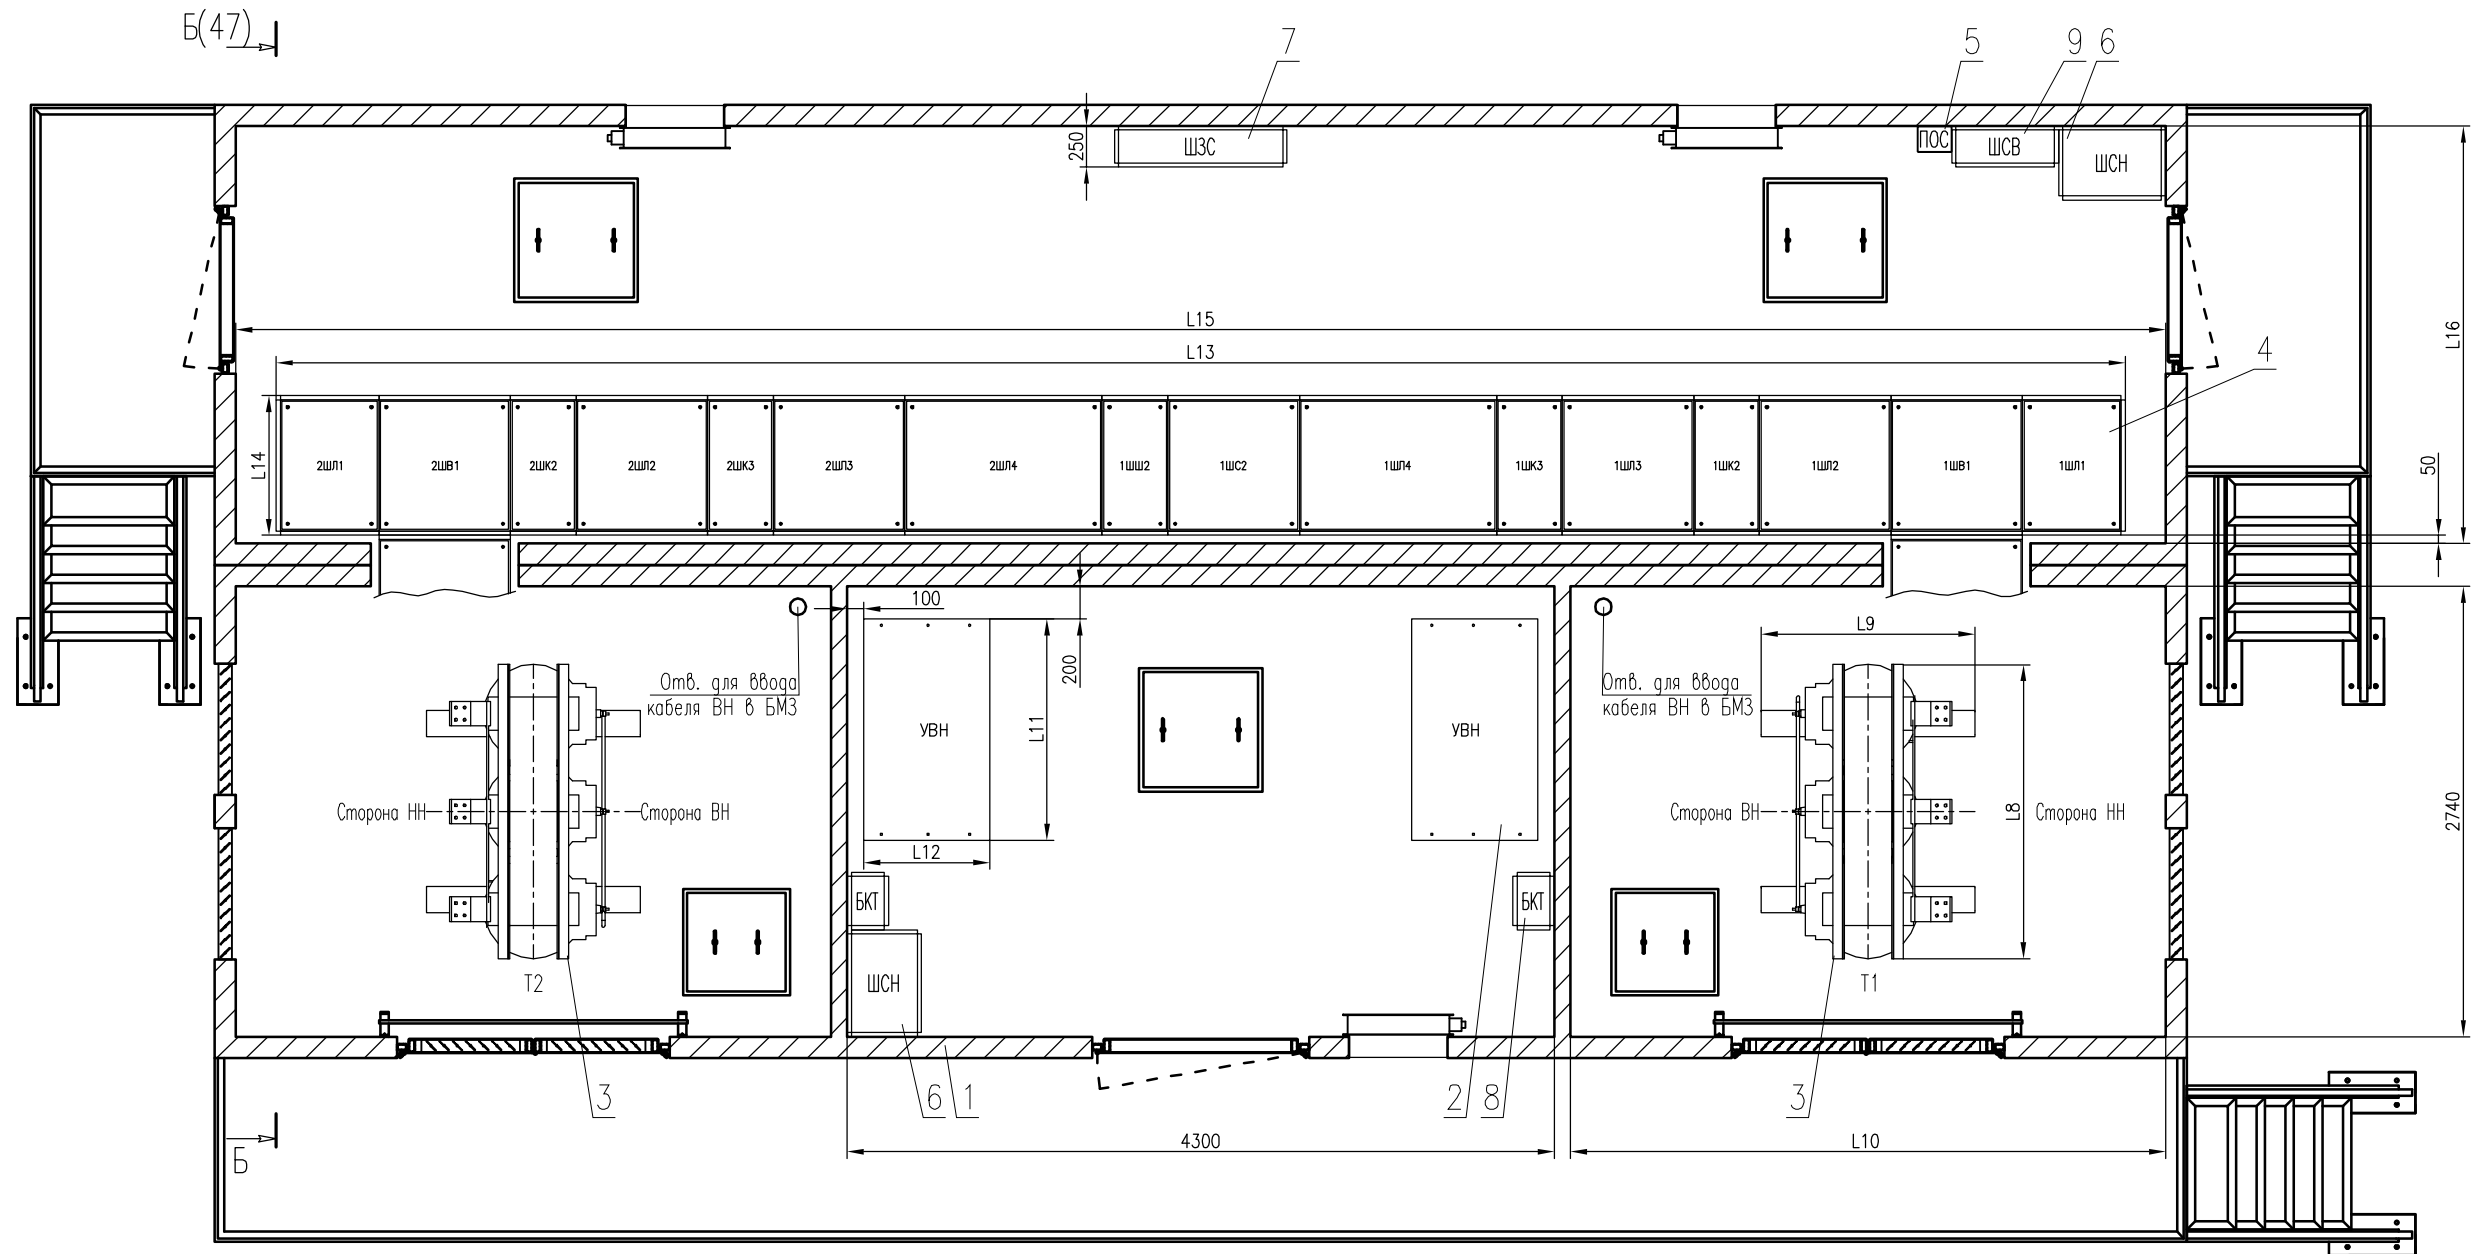 Б(47)
7
5
9
6
250
ШЗС
ПОС
ШСВ
ШСН
L15
L13
L16
4
L14
2ШЛ1
2ШВ1
2ШК2
2ШЛ2
2ШК3
2ШЛ3
2ШЛ4
1ШШ2
1ШС2
1ШЛ4
1ШК3
1ШЛ3
1ШК2
1ШЛ2
1ШВ1
1ШЛ1
50
100
200
L9
Отв. для ввода
кабеля ВН в БМЗ
Отв. для ввода
кабеля ВН в БМЗ
L11
УВН
УВН
Сторона НН
Сторона ВН
Сторона ВН
L8
Сторона НН
2740
L12
БКТ
БКТ
Т2
ШСН
Т1
3
6
1
2
8
3
Б
4300
L10